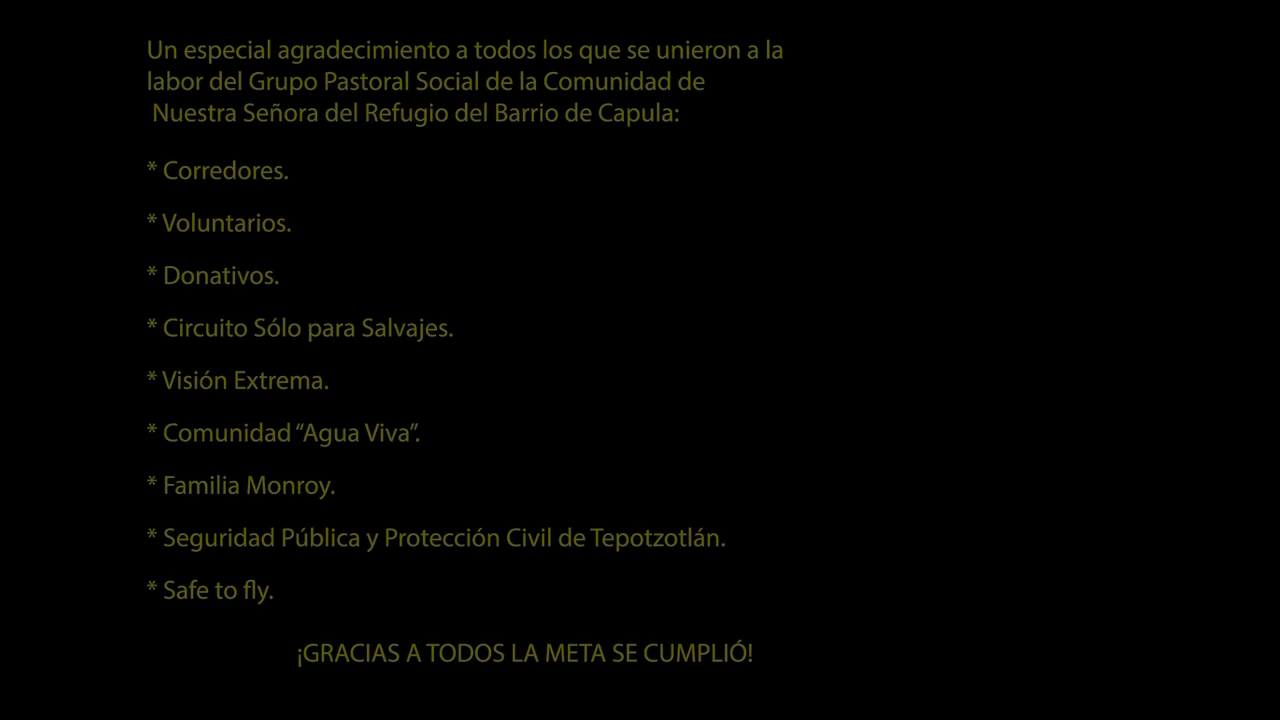 Un especial agradecimiento a todos los que se unieron a la
labor del Grupo Pastoral Social de la Comunidad de
Nuestra Señora del Refugio del Barrio de Capula:
* Corredores.
* Voluntarios.
* Donativos.
* Circuito Sólo para Salvajes.
* Visión Extrema.
* Comunidad “Agua Viva”.
* Familia Monroy.
* Seguridad Pública y Protección Civil de Tepotzotlán.
* Safe to fly.
¡GRACIAS A TODOS LA META SE CUMPLIÓ!